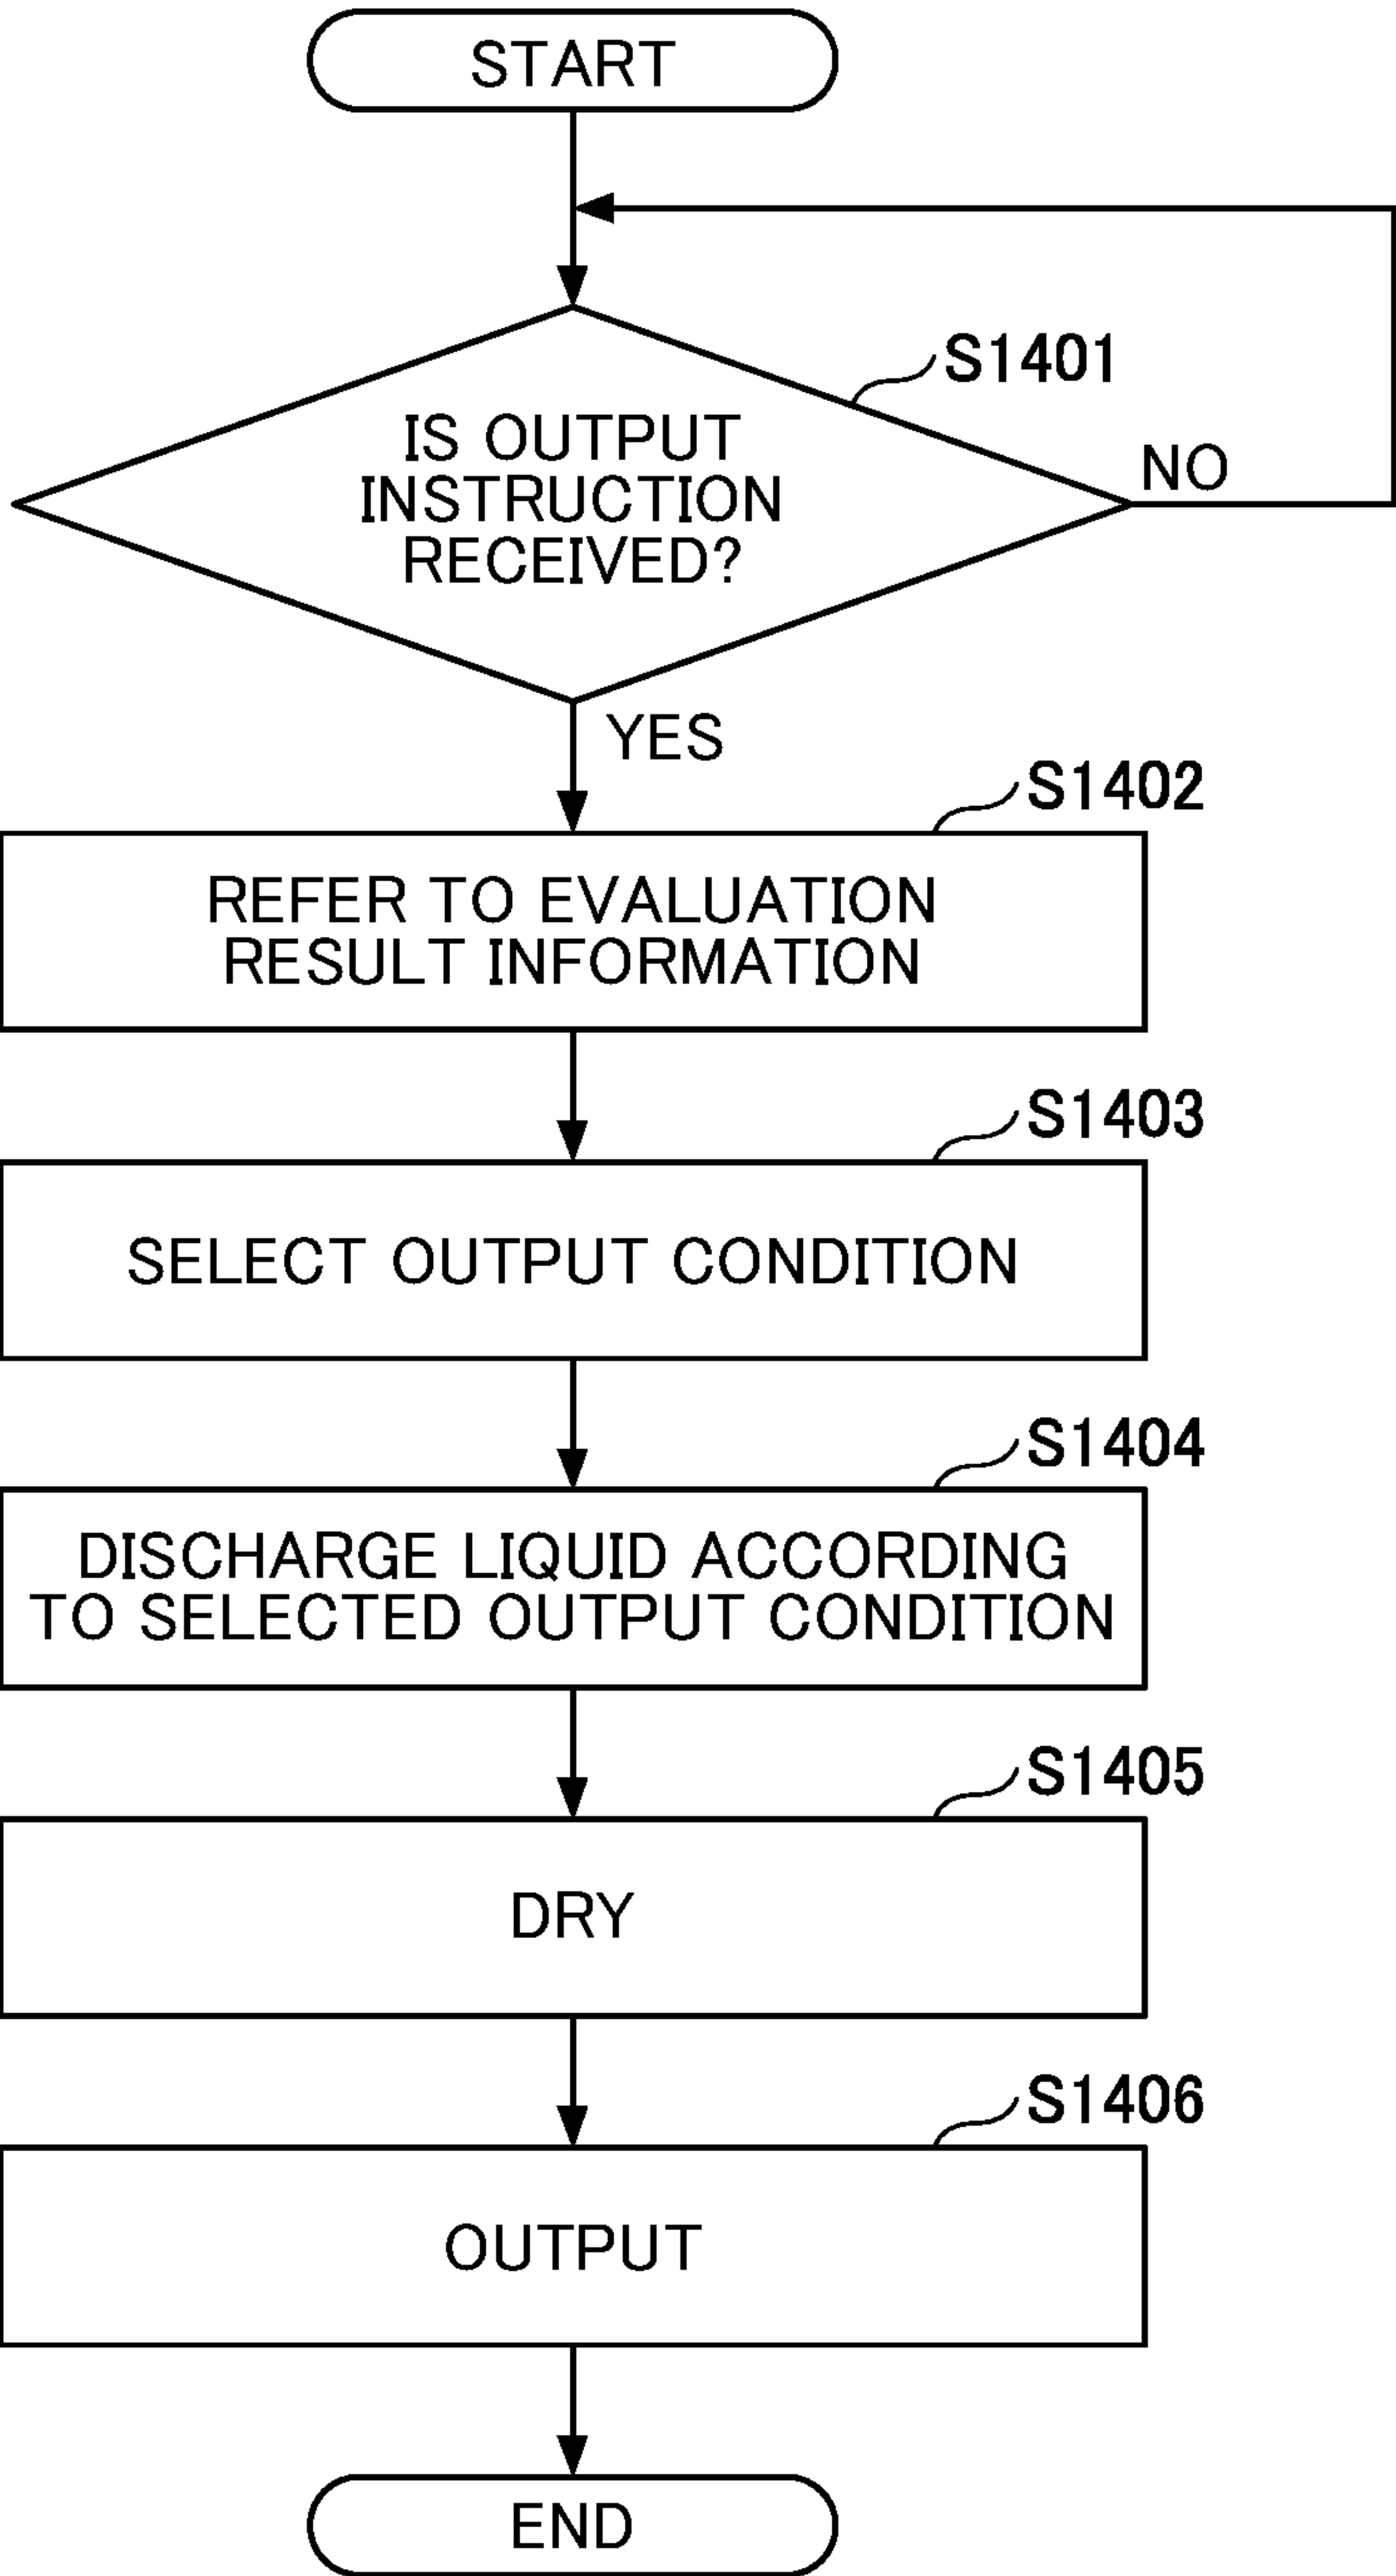 START
S1401
IS OUTPUT
INSTRUCTION
RECEIVED?
NO
YES
S1402
REFER TO EVALUATION
RESULT INFORMATION
S1403
SELECT OUTPUT CONDITION
S1404
DISCHARGE LIQUID ACCORDING
TO SELECTED OUTPUT CONDITION
S1405
DRY
S1406
OUTPUT
END